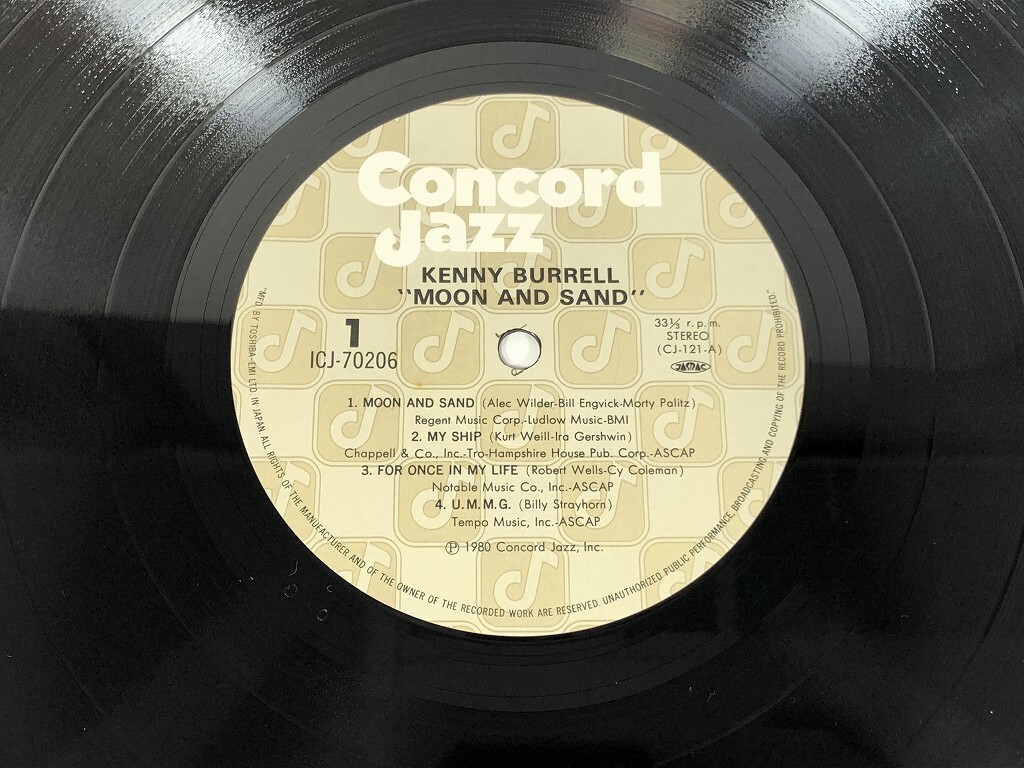 Concord
Jazz
KENNY BURRELL
"MOON AND SAND"
1
ICJ-70206
33⅓ r.p.m.
STEREO
(CJ-121-A)
JASRAC
1. MOON AND SAND (Alec Wilder-Bill Engvick-Morty Palitz)
Regent Music Corp.-Ludlow Music-BMI
2. MY SHIP (Kurt Weill-Ira Gershwin)
Chappell & Co., Inc.-Tro-Hampshire House Pub. Corp.-ASCAP
3. FOR ONCE IN MY LIFE (Robert Wells-Cy Coleman)
Notable Music Co., Inc.-ASCAP
4. U.M.M.G. (Billy Strayhorn)
Tempo Music, Inc.-ASCAP
Ⓟ 1980 Concord Jazz, Inc.
"MFD. BY TOSHIBA-EMI LTD. IN JAPAN. ALL RIGHTS OF THE MANUFACTURER AND OF THE OWNER OF THE RECORDED WORK ARE RESERVED. UNAUTHORIZED PUBLIC PERFORMANCE, BROADCASTING AND COPYING OF THE RECORD PROHIBITED."